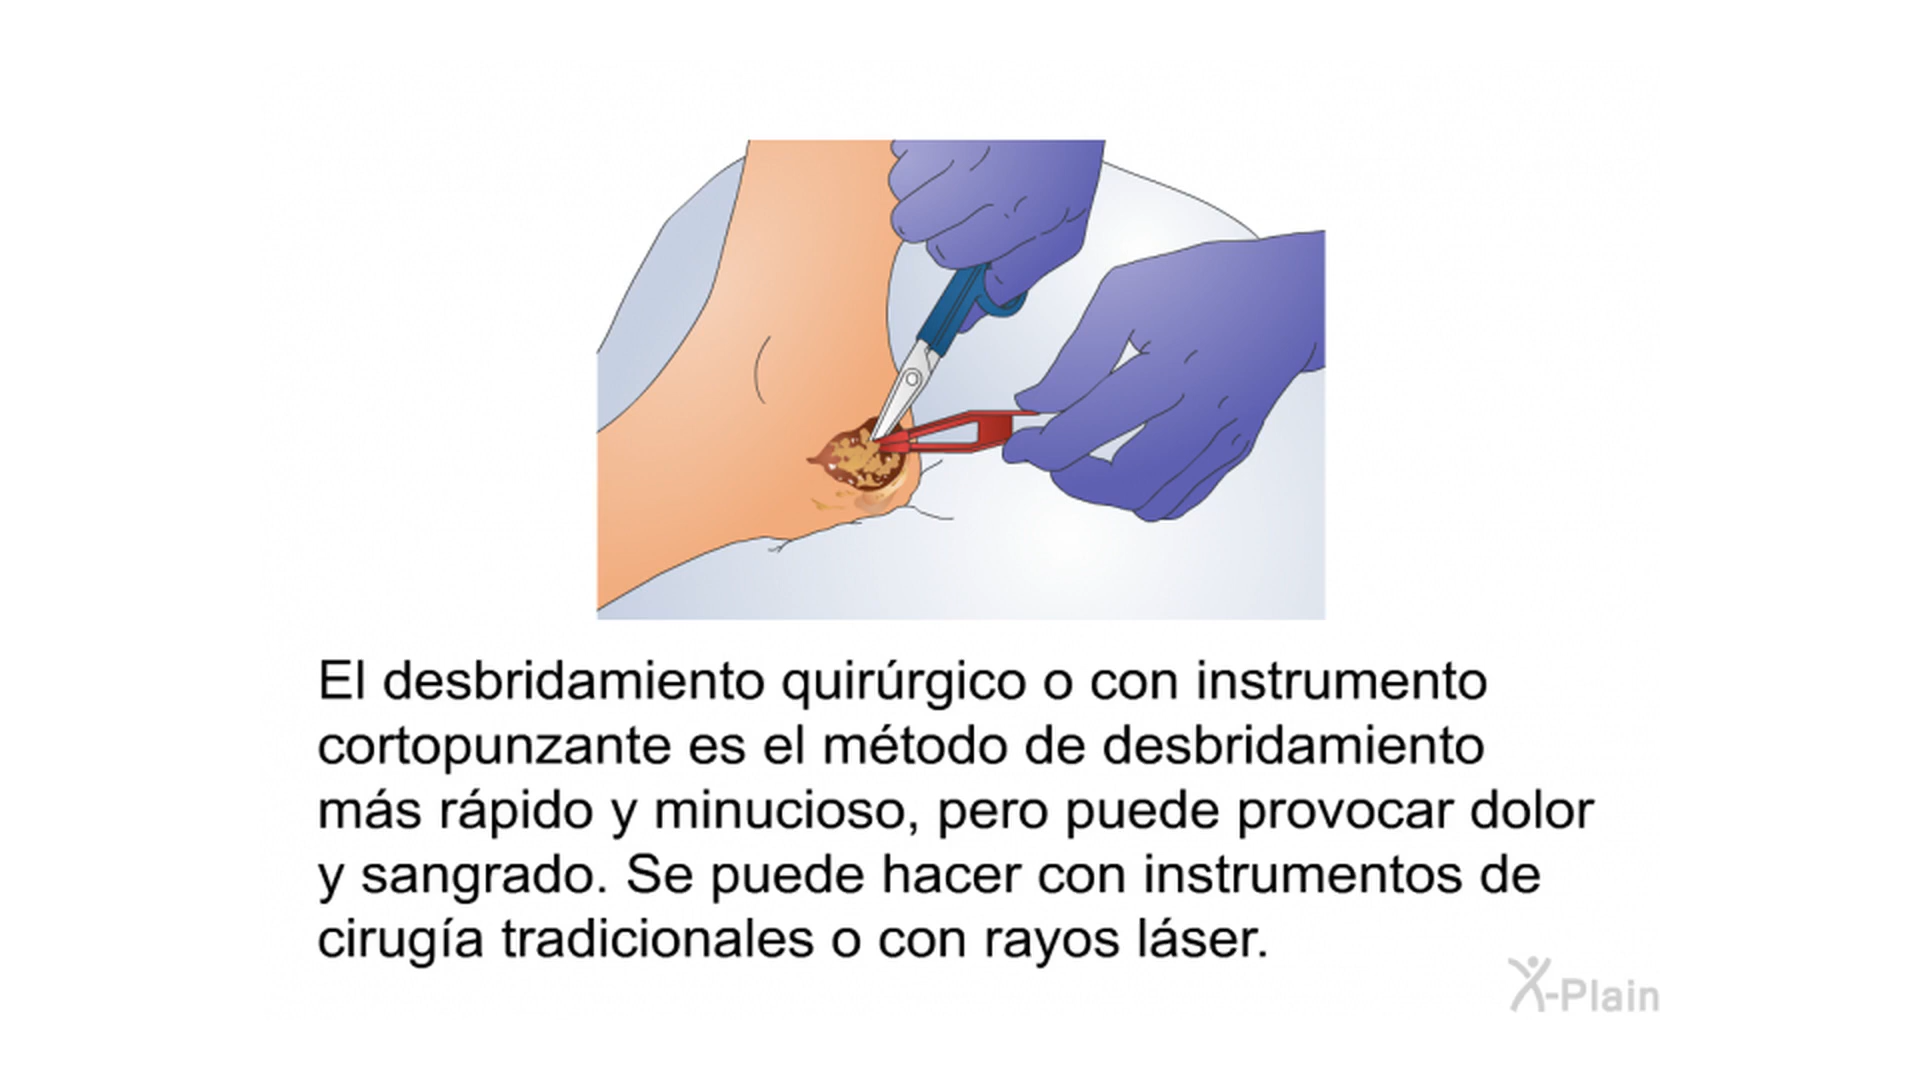 El desbridamiento quirúrgico o con instrumento
cortopunzante es el método de desbridamiento
más rápido y minucioso, pero puede provocar dolor
y sangrado. Se puede hacer con instrumentos de
cirugía tradicionales o con rayos láser.
X-Plain